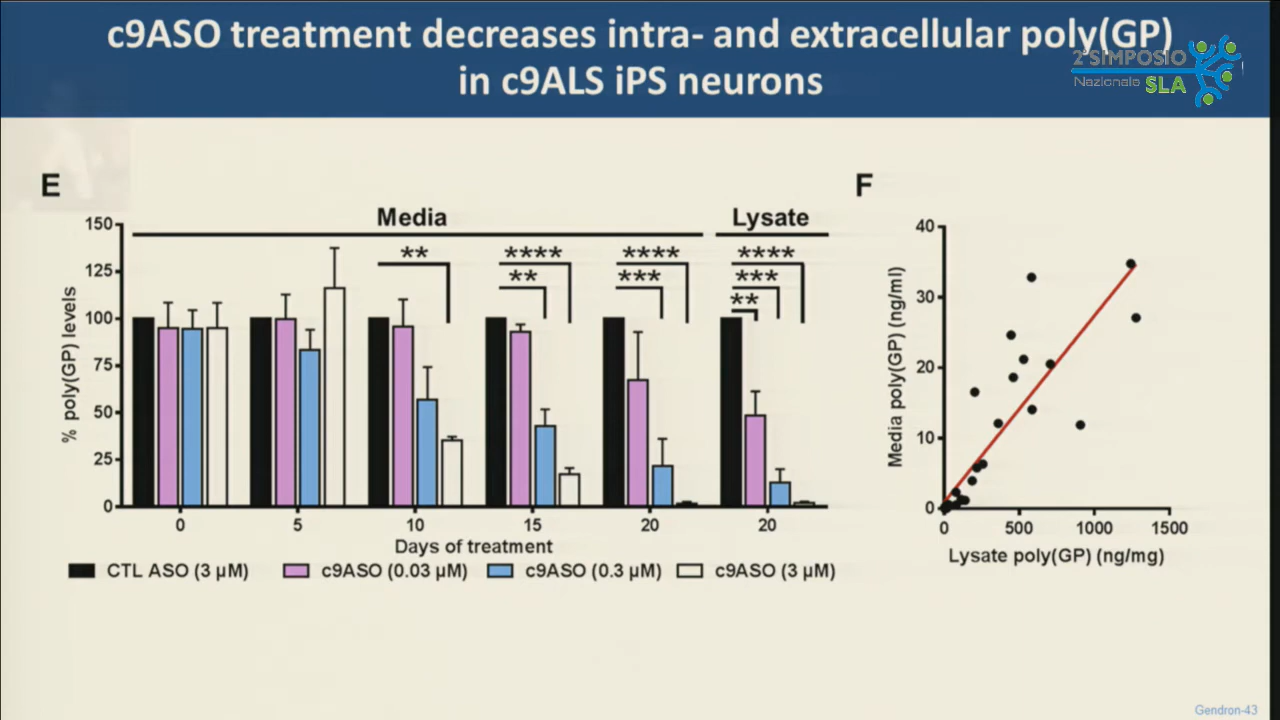 c9ASO treatment decreases intra- and extracellular poly(GP)
in c9ALS iPS neurons
2°SIMPOSIO
Nazionale SLA
E
Media
Lysate
% poly(GP) levels
150
125
100
75
50
25
0
** **** ** **** *** **** *** **
0 5 10 15 20 20
Days of treatment
CTL ASO (3 µM) c9ASO (0.03 µM) c9ASO (0.3 µM) c9ASO (3 µM)
F
Media poly(GP) (ng/ml)
40
30
20
10
0
0 500 1000 1500
Lysate poly(GP) (ng/mg)
Gendron-43